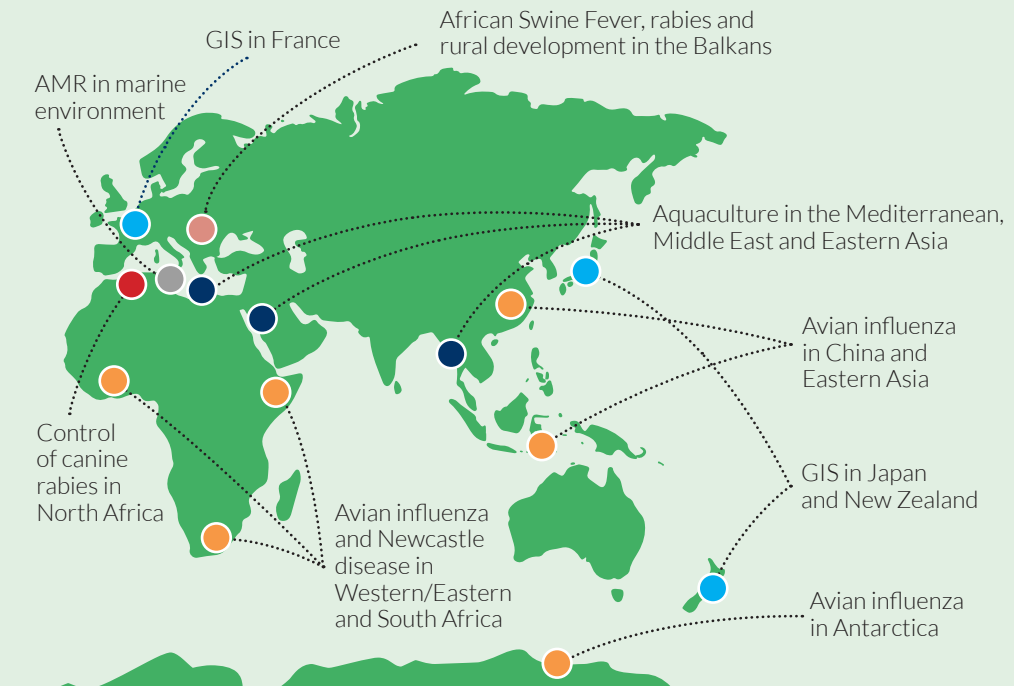 African Swine Fever, rabies and
rural development in the Balkans
GIS in France
AMR in marine
environment
Aquaculture in the Mediterranean,
Middle East and Eastern Asia
Avian influenza
in China and
Eastern Asia
Control
of canine
rabies in
North Africa
GIS in Japan
and New Zealand
Avian influenza
and Newcastle
disease in
Western/Eastern
and South Africa
Avian influenza
in Antarctica